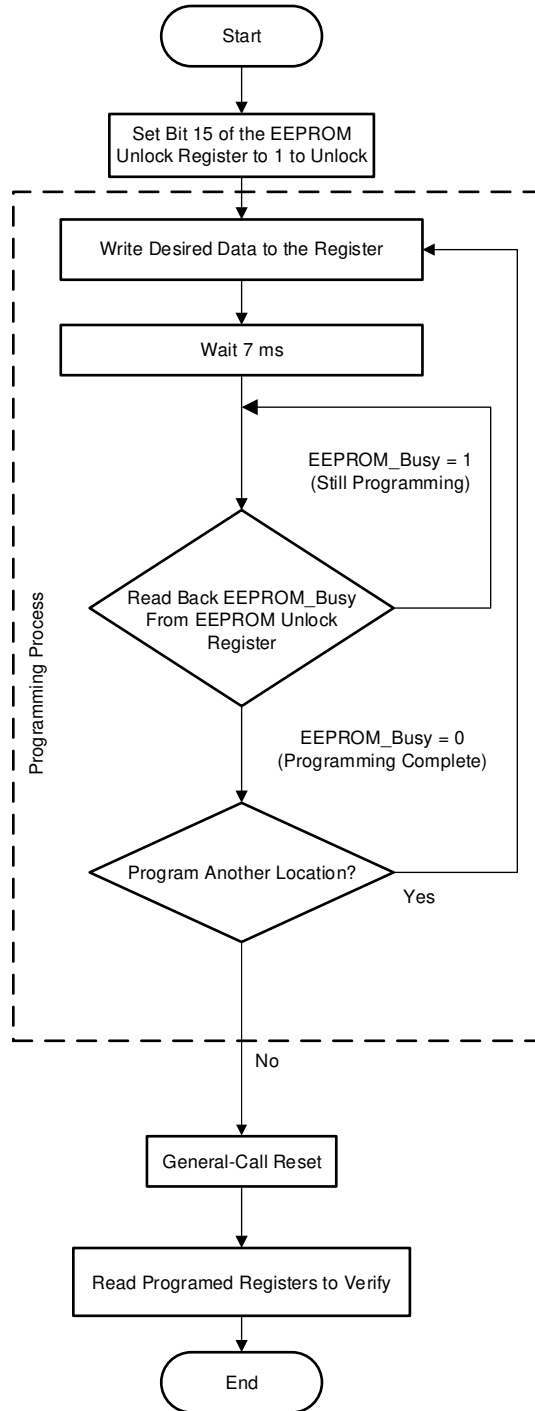 Start
Set Bit 15 of the EEPROM
Unlock Register to 1 to Unlock
Write Desired Data to the Register
Wait 7 ms
EEPROM_Busy = 1
(Still Programming)
Read Back EEPROM_Busy
From EEPROM Unlock
Register
Programming Process
EEPROM_Busy = 0
(Programming Complete)
Program Another Location?
Yes
No
General-Call Reset
Read Programed Registers to Verify
End